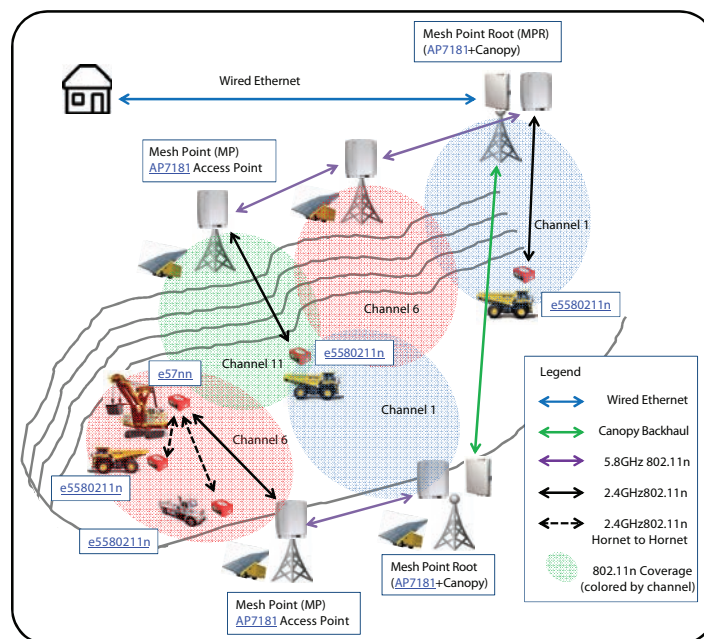 Mesh Point Root (MPR)
(AP7181+Canopy)
Wired Ethernet
Mesh Point (MP)
AP7181 Access Point
Channel 1
Channel 6
e5580211n
e5580211n
Channel 11
e57nn
Channel 1
Channel 6
e5580211n
e5580211n
Mesh Point Root
(AP7181+Canopy)
Mesh Point (MP)
AP7181 Access Point
Legend
Wired Ethernet
Canopy Backhaul
5.8GHz 802.11n
2.4GHz802.11n
2.4GHz802.11n
Hornet to Hornet
802.11n Coverage
(colored by channel)